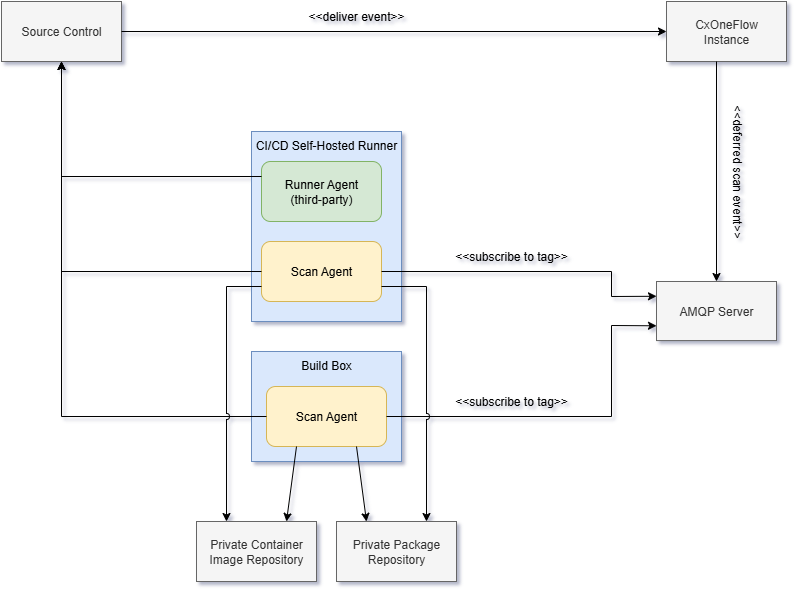 Source Control
<<deliver event>>
CxOneFlow
Instance
<<deferred scan event>>
CI/CD Self-Hosted Runner
Runner Agent
(third-party)
Scan Agent
<<subscribe to tag>>
AMQP Server
Build Box
Scan Agent
<<subscribe to tag>>
Private Container
Image Repository
Private Package
Repository